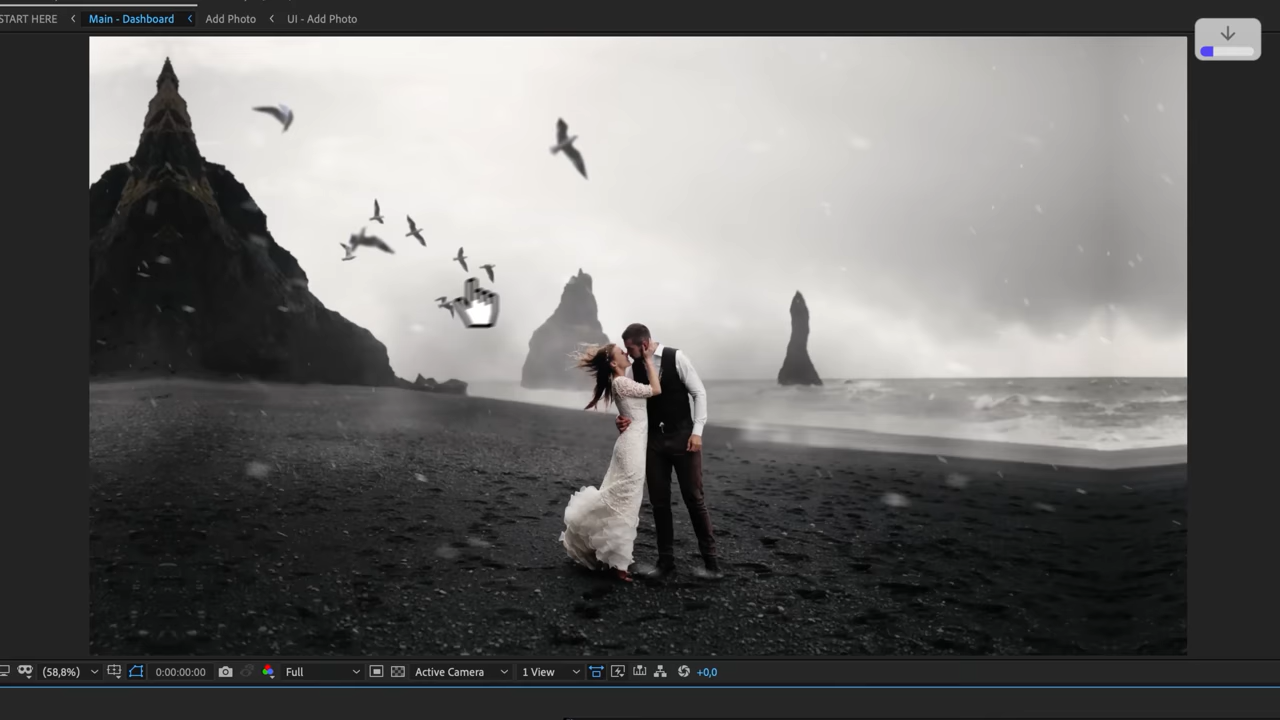 START HERE Main - Dashboard Add Photo UI - Add Photo
(58,8%) 0:00:00:00 Full Active Camera 1 View +0,0